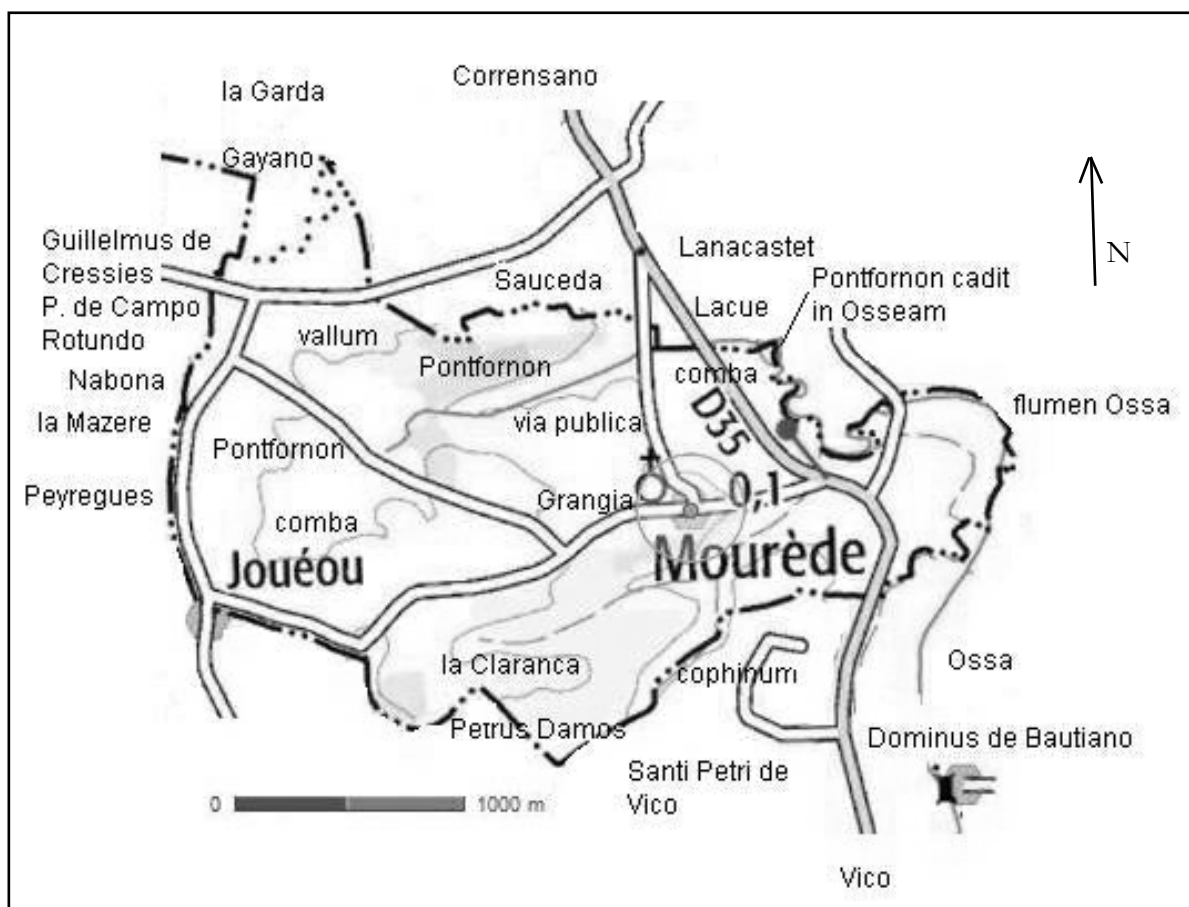 Corrensano
la Garda
Gayano
N
Guillelmus de
Cressies
P. de Campo
Rotundo
Lanacastet
Pontfornon cadit
in Osseam
Sauceda
Lacue
vallum
Pontfornon
comba
Nabona
la Mazere
via publica
D35
flumen Ossa
Pontfornon
Peyregues
Grangia
0,1
comba
Jouéou
Mourède
la Claranca
cophinum
Ossa
Petrus Damos
Dominus de Bautiano
Santi Petri de
Vico
0
1000 m
Vico